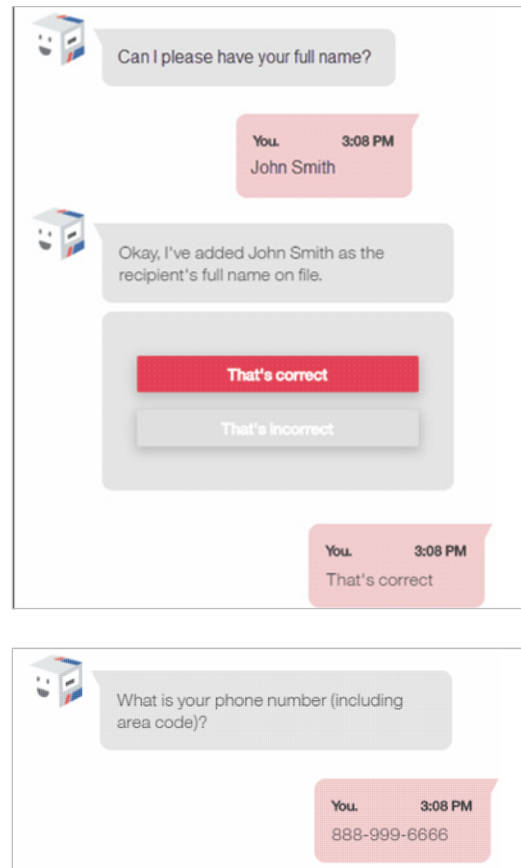 Can I please have your full name?
You. 3:08 PM
John Smith
Okay, I've added John Smith as the
recipient's full name on file.
That's correct
That's incorrect
You. 3:08 PM
That's correct
What is your phone number (including
area code)?
You. 3:08 PM
888-999-6666